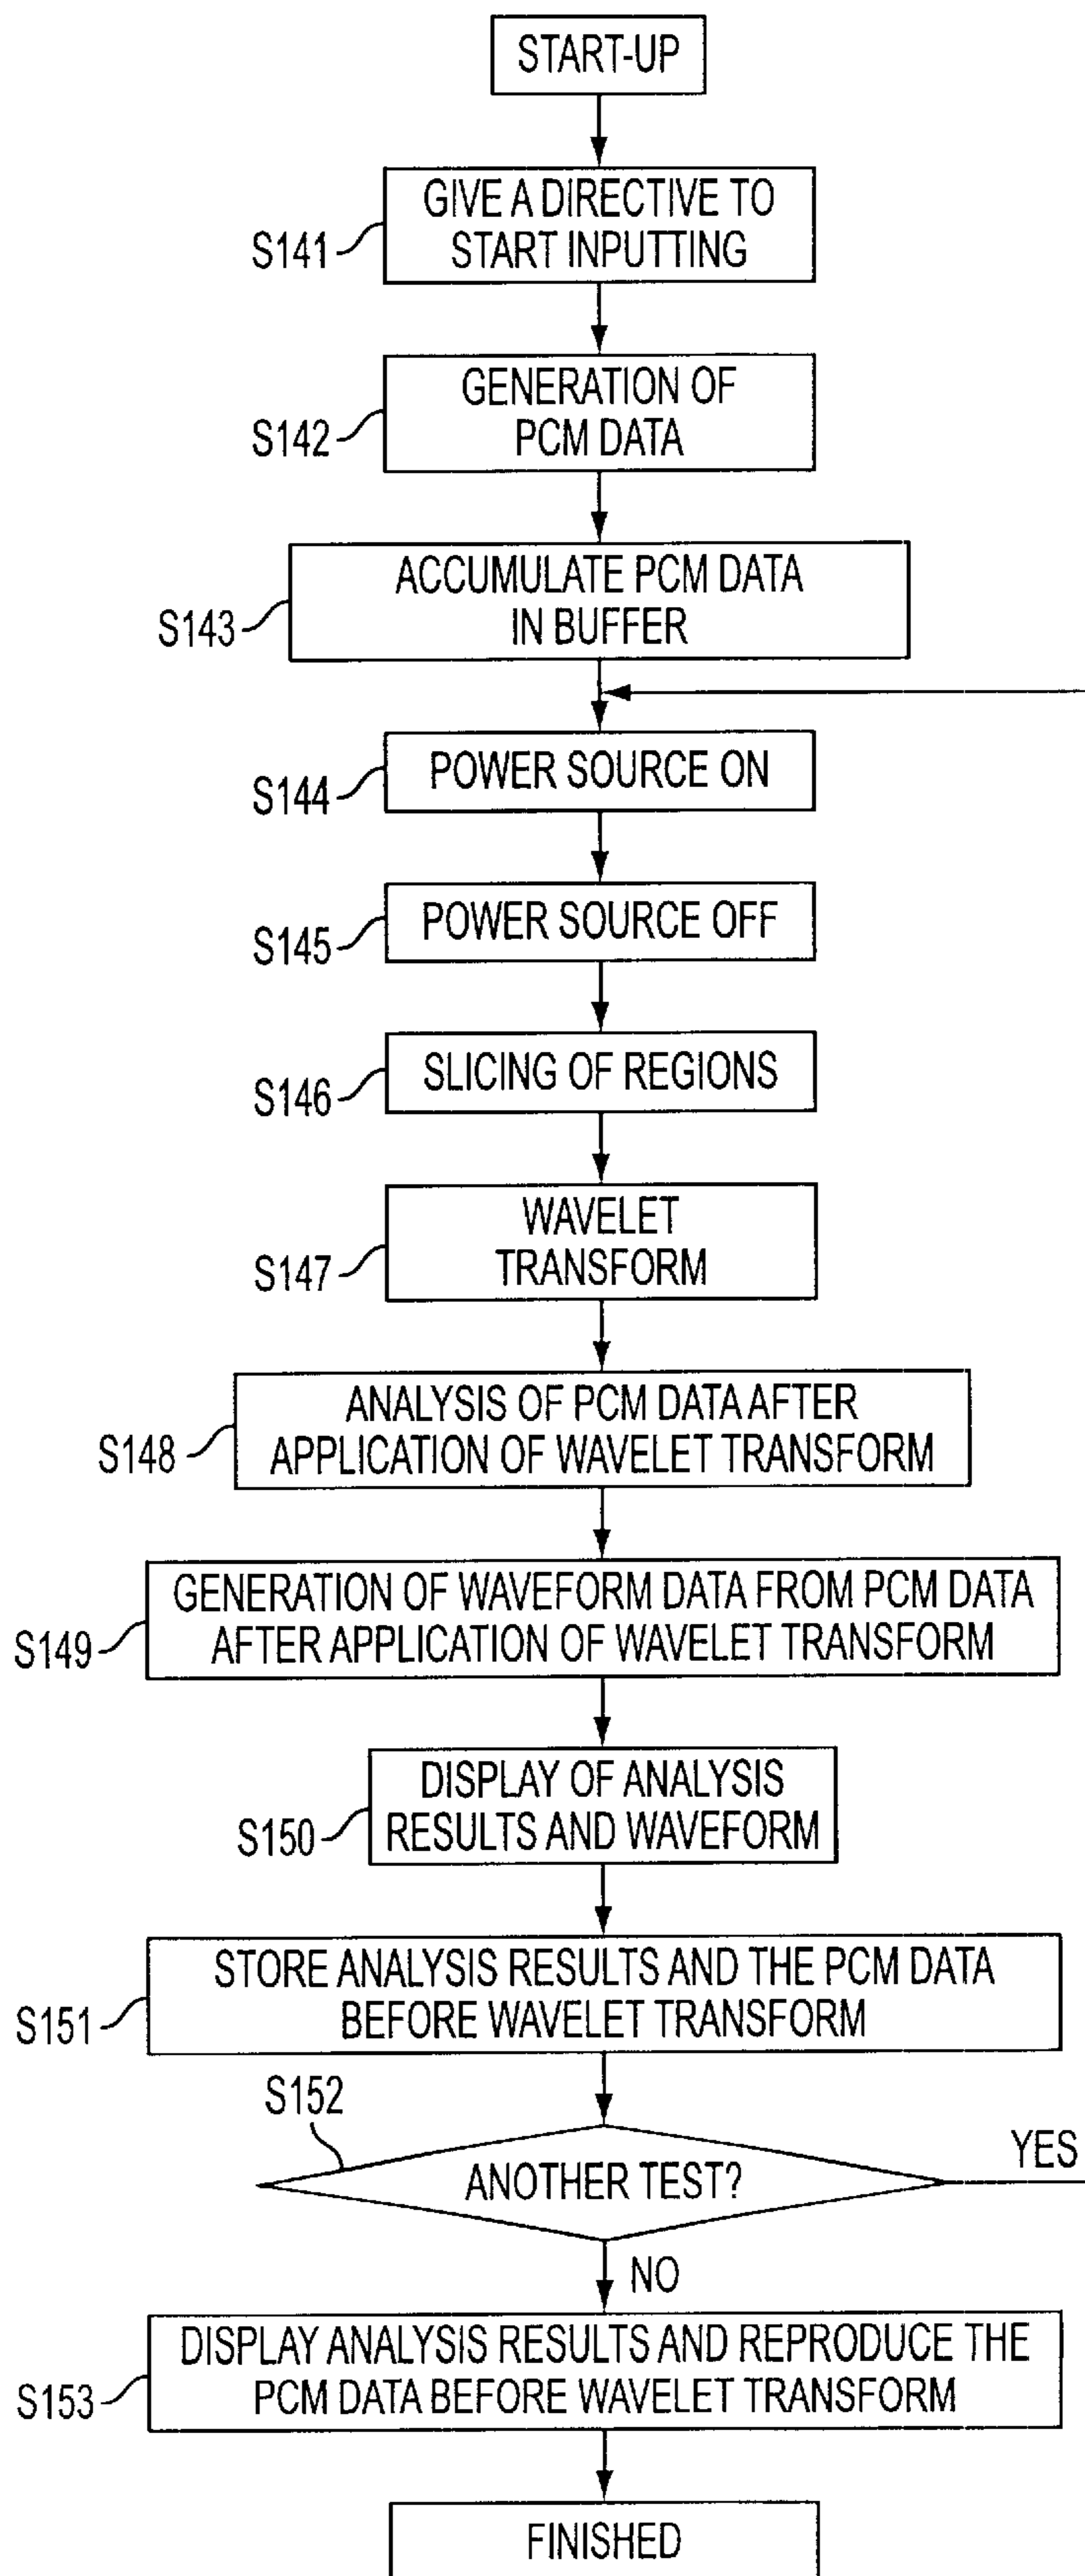 START-UP
GIVE A DIRECTIVE TO
START INPUTTING
S141
GENERATION OF
PCM DATA
S142
ACCUMULATE PCM DATA
IN BUFFER
S143
POWER SOURCE ON
S144
POWER SOURCE OFF
S145
SLICING OF REGIONS
S146
WAVELET
TRANSFORM
S147
ANALYSIS OF PCM DATA AFTER
APPLICATION OF WAVELET TRANSFORM
S148
GENERATION OF WAVEFORM DATA FROM PCM DATA
AFTER APPLICATION OF WAVELET TRANSFORM
S149
DISPLAY OF ANALYSIS
RESULTS AND WAVEFORM
S150
STORE ANALYSIS RESULTS AND THE PCM DATA
BEFORE WAVELET TRANSFORM
S151
S152
ANOTHER TEST?
YES
NO
DISPLAY ANALYSIS RESULTS AND REPRODUCE THE
PCM DATA BEFORE WAVELET TRANSFORM
S153
FINISHED